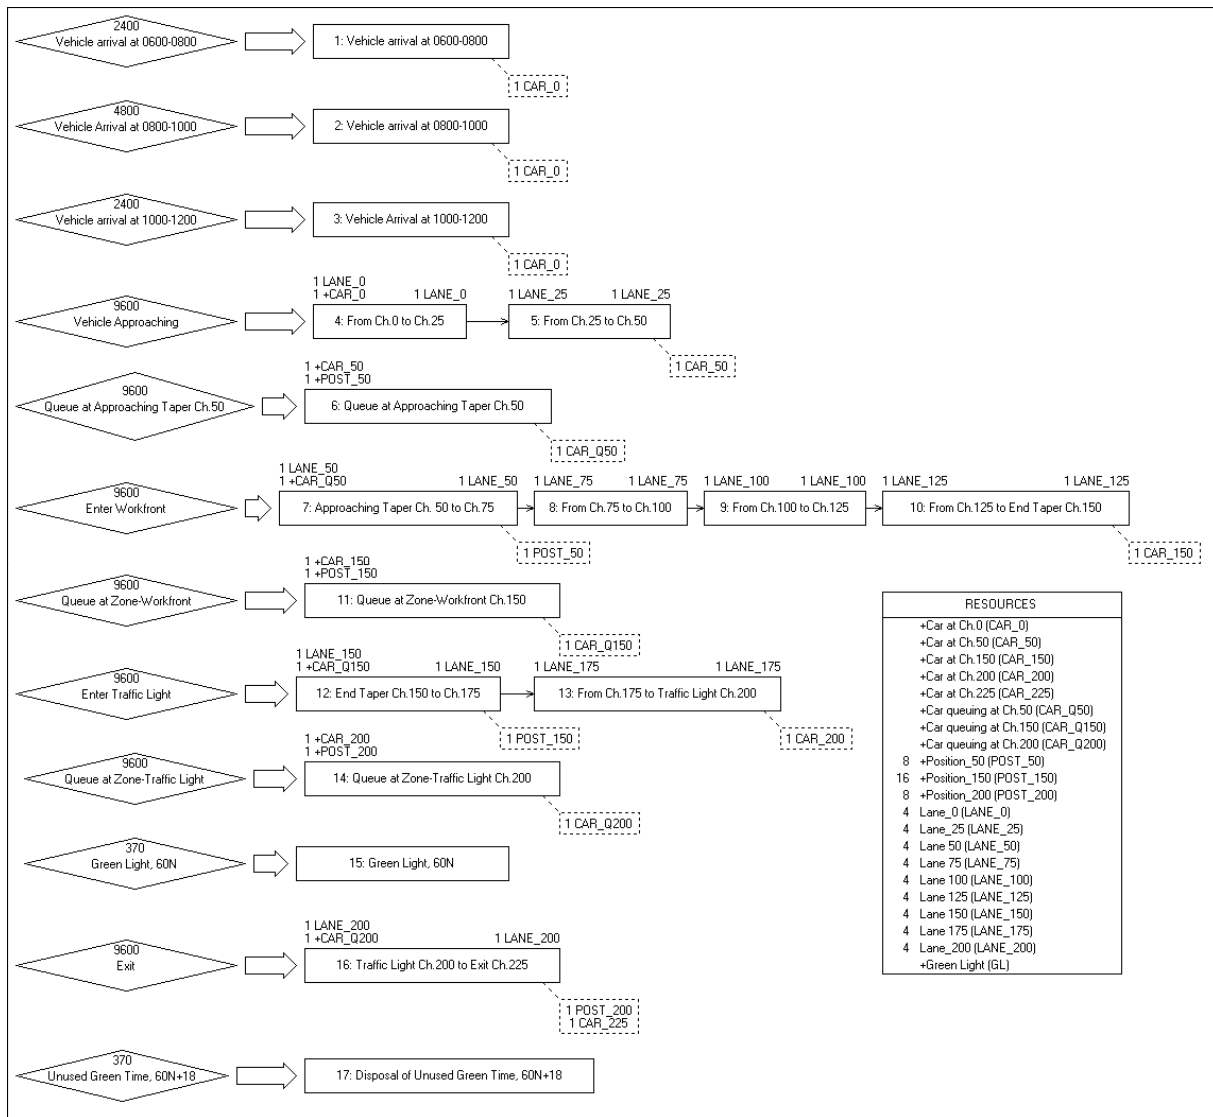 2400
Vehicle arrival at 0600-0800
1: Vehicle arrival at 0600-0800
1 CAR_0
4800
Vehicle Arrival at 0800-1000
2: Vehicle arrival at 0800-1000
1 CAR_0
2400
Vehicle arrival at 1000-1200
3: Vehicle Arrival at 1000-1200
1 CAR_0
9600
Vehicle Approaching
1 LANE_0
1 +CAR_0
1 LANE_0
4: From Ch.0 to Ch.25
1 LANE_25
1 LANE_25
5: From Ch.25 to Ch.50
1 CAR_50
9600
Queue at Approaching Taper Ch.50
1 +CAR_50
1 +POST_50
6: Queue at Approaching Taper Ch.50
1 CAR_Q50
9600
Enter Workfront
1 LANE_50
1 +CAR_Q50
1 LANE_50
7: Approaching Taper Ch. 50 to Ch.75
1 POST_50
1 LANE_75
1 LANE_75
8: From Ch.75 to Ch.100
1 LANE_100
1 LANE_100
9: From Ch.100 to Ch.125
1 LANE_125
1 LANE_125
10: From Ch.125 to End Taper Ch.150
1 CAR_150
9600
Queue at Zone-Workfront
1 +CAR_150
1 +POST_150
11: Queue at Zone-Workfront Ch.150
1 CAR_Q150
9600
Enter Traffic Light
1 LANE_150
1 +CAR_Q150
1 LANE_150
12: End Taper Ch.150 to Ch.175
1 POST_150
1 LANE_175
1 LANE_175
13: From Ch.175 to Traffic Light Ch.200
1 CAR_200
9600
Queue at Zone-Traffic Light
1 +CAR_200
1 +POST_200
14: Queue at Zone-Traffic Light Ch.200
1 CAR_Q200
370
Green Light, 60N
15: Green Light, 60N
9600
Exit
1 LANE_200
1 +CAR_Q200
1 LANE_200
16: Traffic Light Ch.200 to Exit Ch.225
1 POST_200
1 CAR_225
370
Unused Green Time, 60N+18
17: Disposal of Unused Green Time, 60N+18
RESOURCES
+Car at Ch.0 (CAR_0)
+Car at Ch.50 (CAR_50)
+Car at Ch.150 (CAR_150)
+Car at Ch.200 (CAR_200)
+Car at Ch.225 (CAR_225)
+Car queuing at Ch.50 (CAR_Q50)
+Car queuing at Ch.150 (CAR_Q150)
+Car queuing at Ch.200 (CAR_Q200)
8 +Position_50 (POST_50)
16 +Position_150 (POST_150)
8 +Position_200 (POST_200)
4 Lane_0 (LANE_0)
4 Lane_25 (LANE_25)
4 Lane 50 (LANE_50)
4 Lane 75 (LANE_75)
4 Lane 100 (LANE_100)
4 Lane 125 (LANE_125)
4 Lane 150 (LANE_150)
4 Lane 175 (LANE_175)
4 Lane_200 (LANE_200)
+Green Light (GL)